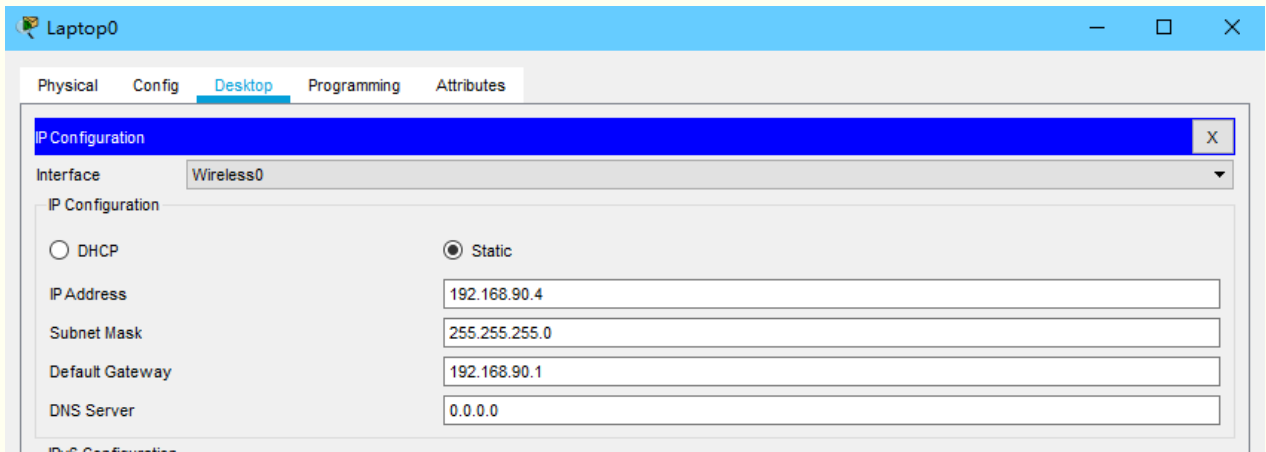 Laptop0
Physical Config Desktop Programming Attributes
IP Configuration X
Interface Wireless0
IP Configuration
DHCP Static
IP Address 192.168.90.4
Subnet Mask 255.255.255.0
Default Gateway 192.168.90.1
DNS Server 0.0.0.0
IPv6 Configuration